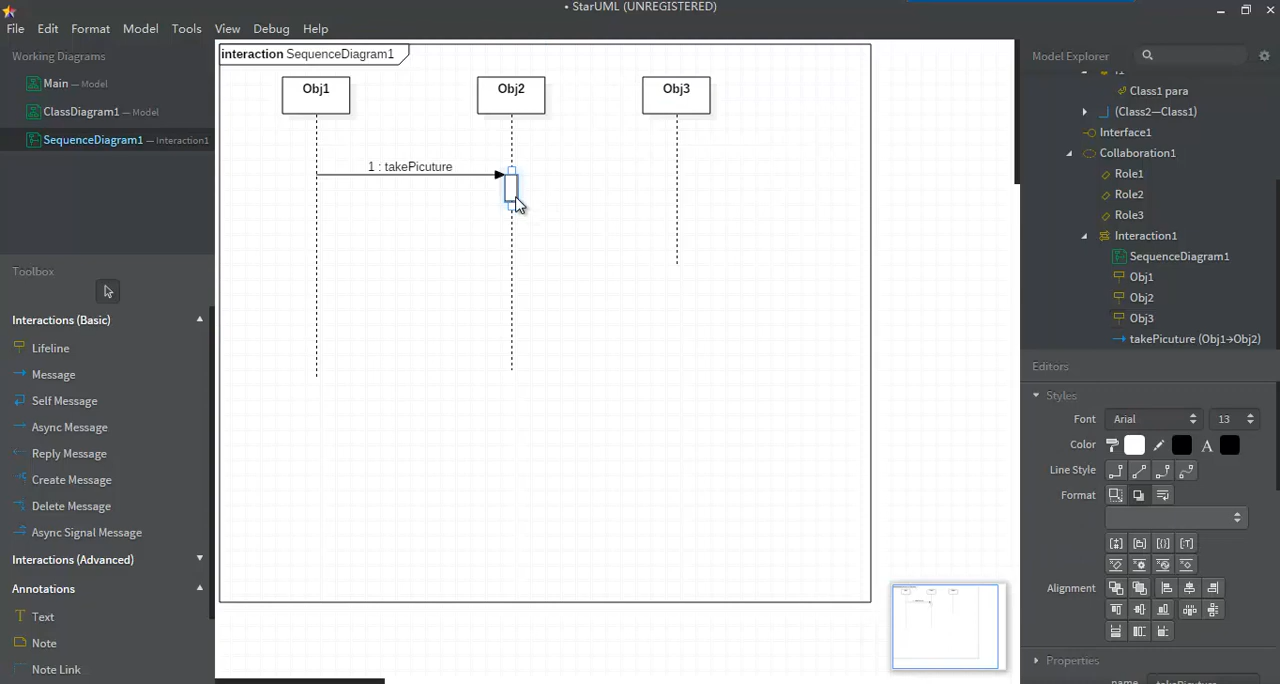 • StarUML (UNREGISTERED)
File Edit Format Model Tools View Debug Help
Working Diagrams
Main — Model
ClassDiagram1 — Model
SequenceDiagram1 — Interaction1
Toolbox
Interactions (Basic)
Lifeline
Message
Self Message
Async Message
Reply Message
Create Message
Delete Message
Async Signal Message
Interactions (Advanced)
Annotations
Text
Note
Note Link
interaction SequenceDiagram1
Obj1 Obj2 Obj3
1 : takePicuture
Model Explorer
Class1 para
(Class2—Class1)
Interface1
Collaboration1
Role1
Role2
Role3
Interaction1
SequenceDiagram1
Obj1
Obj2
Obj3
takePicuture (Obj1→Obj2)
Editors
Styles
Font Arial 13
Color A
Line Style
Format
Alignment
Properties
name takePicuture